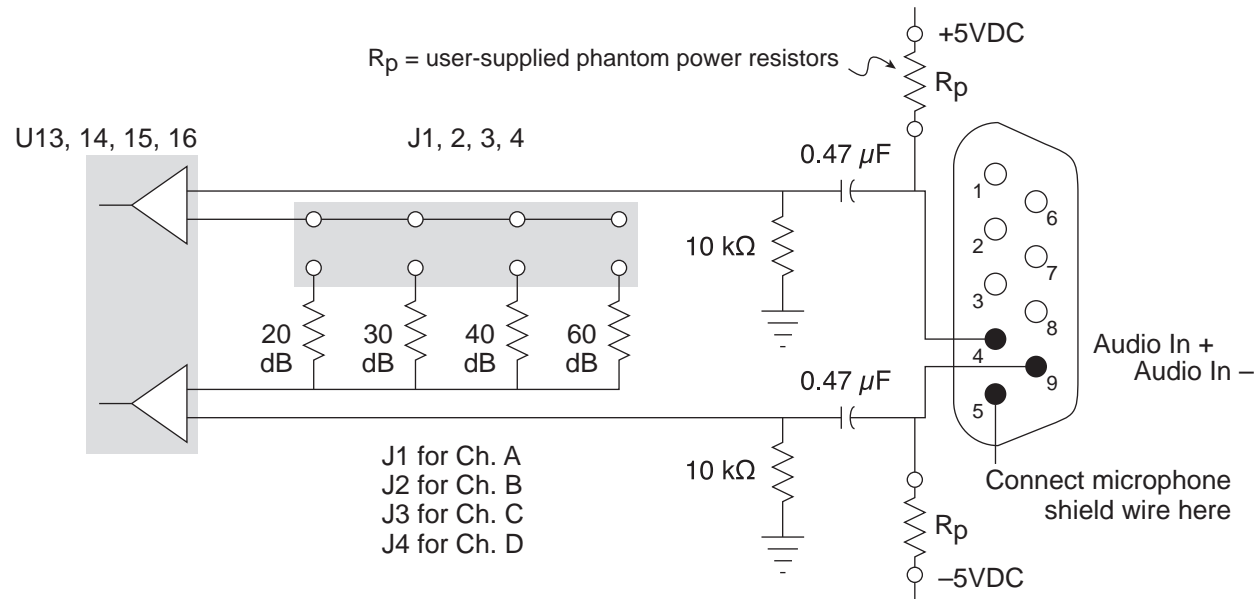 +5VDC
Rp = user-supplied phantom power resistors
Rp
U13, 14, 15, 16
J1, 2, 3, 4
0.47 µF
10 kΩ
20 dB
30 dB
40 dB
60 dB
1
6
2
7
3
8
4
9
5
Audio In +
Audio In –
0.47 µF
10 kΩ
J1 for Ch. A
J2 for Ch. B
J3 for Ch. C
J4 for Ch. D
Connect microphone
shield wire here
Rp
–5VDC